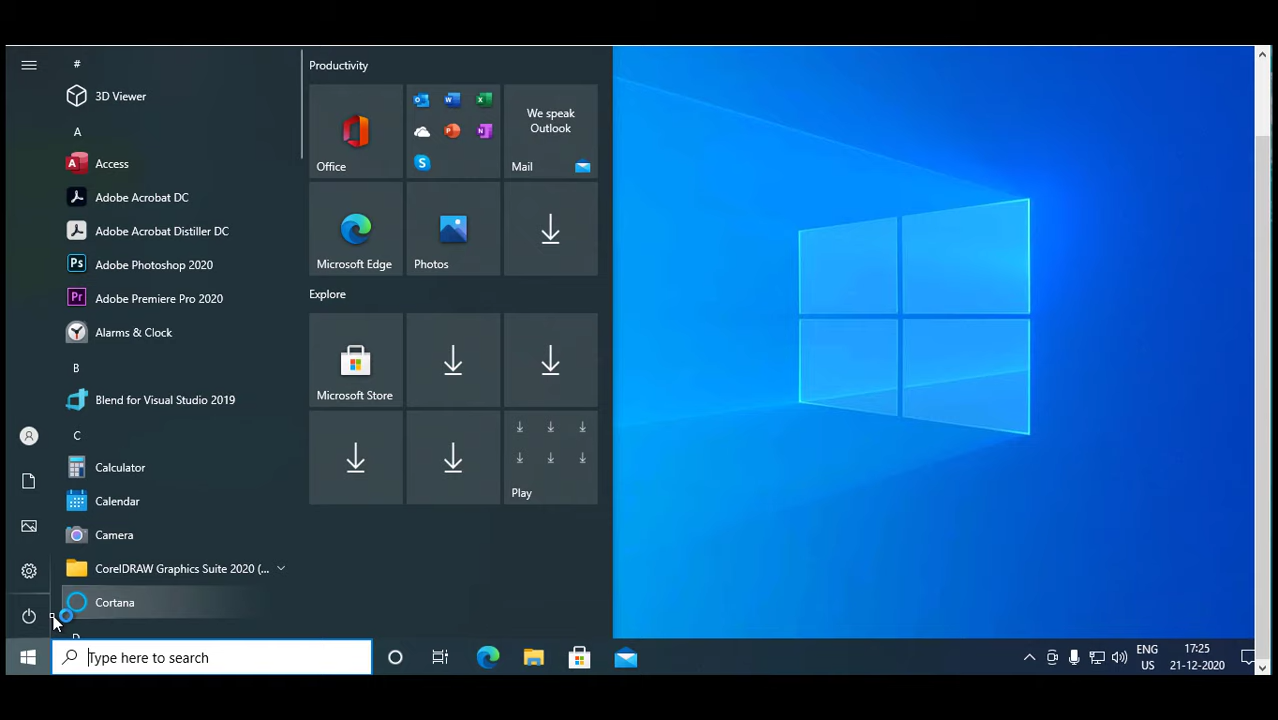 #
3D Viewer
A
Access
Adobe Acrobat DC
Adobe Acrobat Distiller DC
Adobe Photoshop 2020
Adobe Premiere Pro 2020
Alarms & Clock
B
Blend for Visual Studio 2019
C
Calculator
Calendar
Camera
CorelDRAW Graphics Suite 2020 (...
Cortana
D
Productivity
Office
We speak
Outlook
Mail
Microsoft Edge
Photos
Explore
Microsoft Store
Play
Type here to search
ENG
US
17:25
21-12-2020